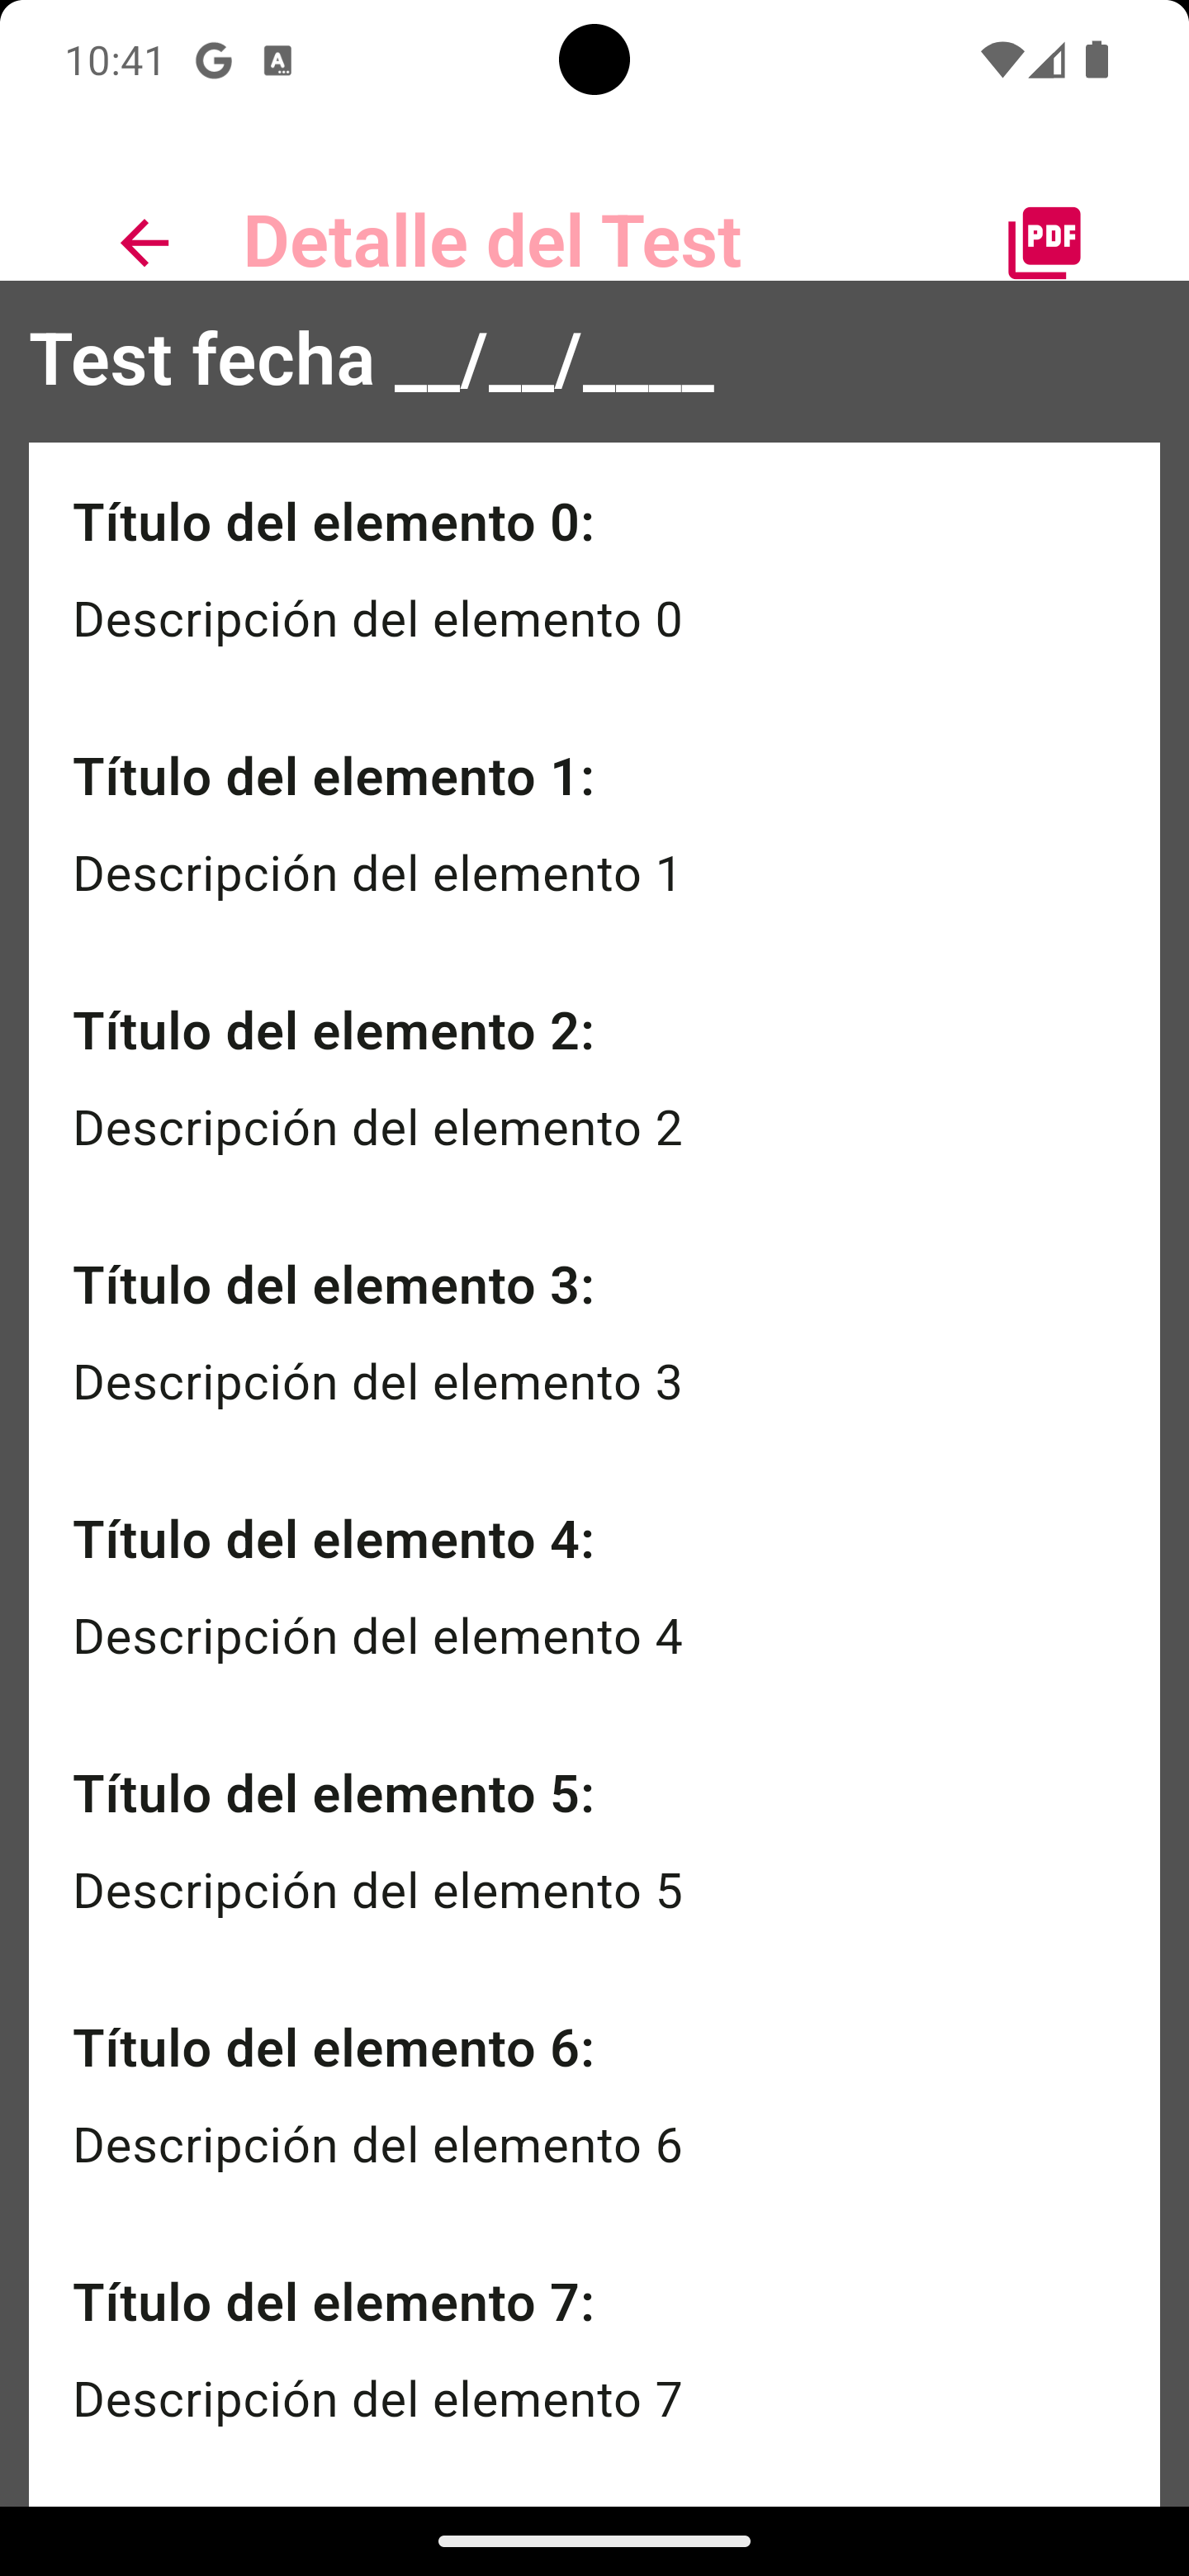 10:41
Detalle del Test
PDF
Test fecha __/__/____
Título del elemento 0:
Descripción del elemento 0
Título del elemento 1:
Descripción del elemento 1
Título del elemento 2:
Descripción del elemento 2
Título del elemento 3:
Descripción del elemento 3
Título del elemento 4:
Descripción del elemento 4
Título del elemento 5:
Descripción del elemento 5
Título del elemento 6:
Descripción del elemento 6
Título del elemento 7:
Descripción del elemento 7